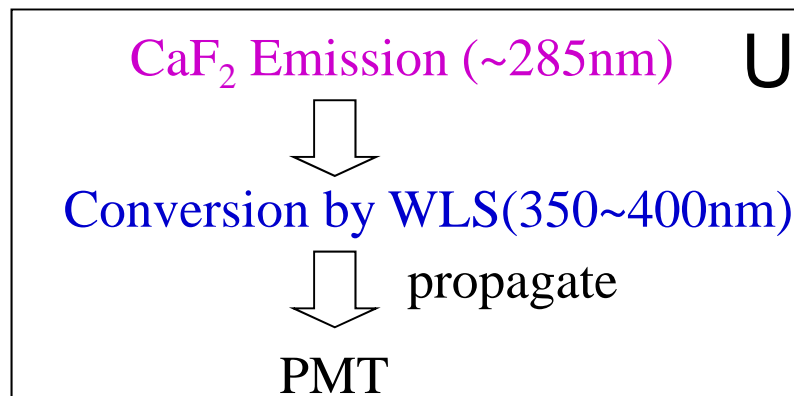 CaF₂ Emission (~285nm) U
Conversion by WLS(350~400nm)
propagate
PMT